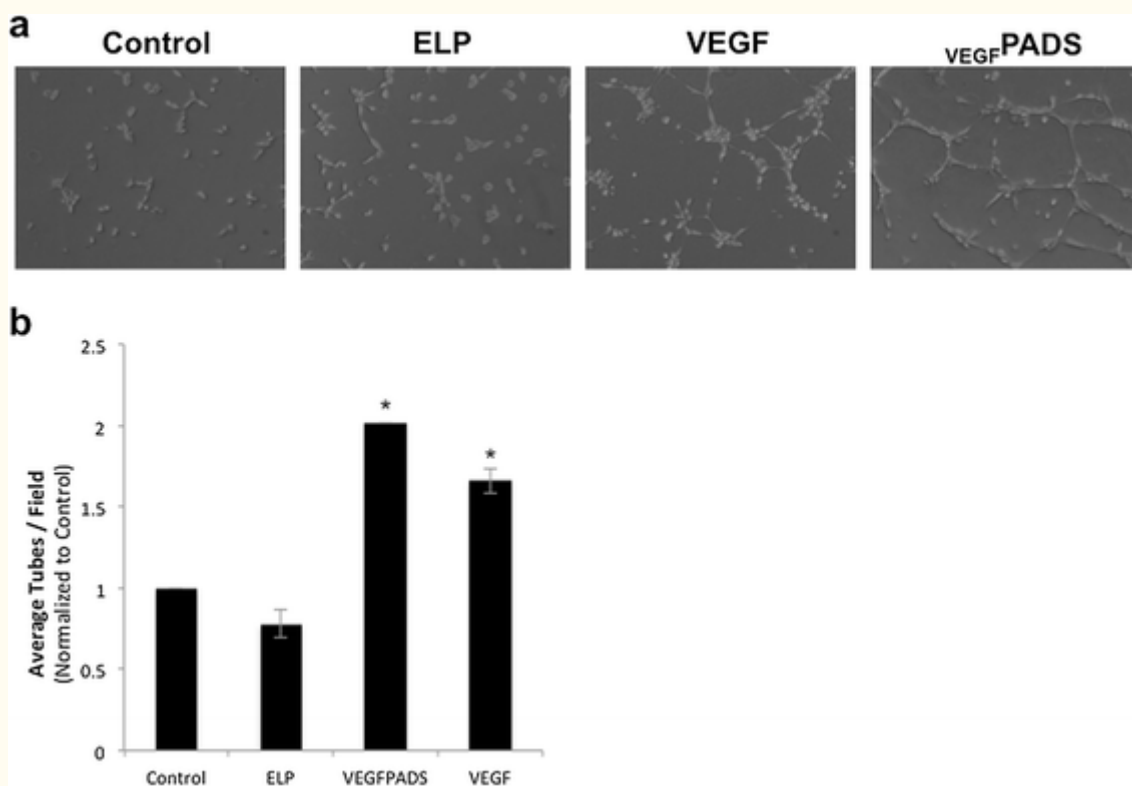 a
Control
ELP
VEGF
VEGFPADS
b
Average Tubes / Field
(Normalized to Control)
2.5
2
1.5
1
0.5
0
*
*
Control
ELP
VEGFPADS
VEGF